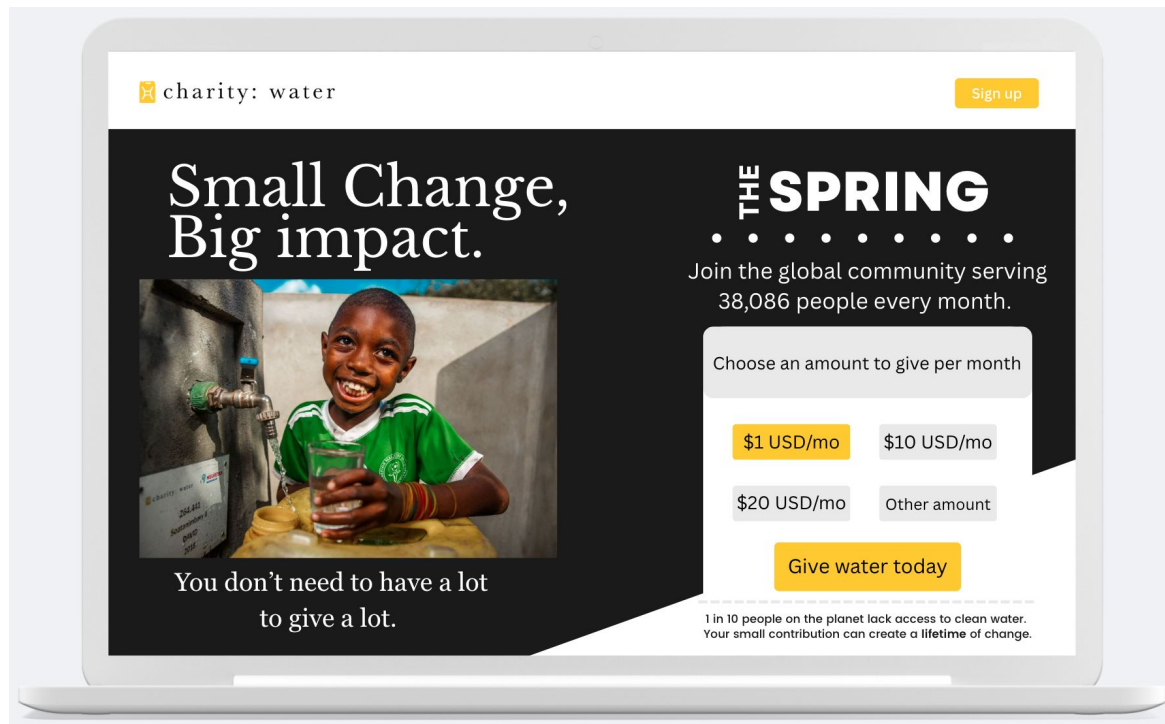 charity: water
Sign up
Small Change,
Big impact.
THE SPRING
Join the global community serving
38,086 people every month.
Choose an amount to give per month
$1 USD/mo
$10 USD/mo
$20 USD/mo
Other amount
Give water today
1 in 10 people on the planet lack access to clean water.
Your small contribution can create a lifetime of change.
charity: water
You don’t need to have a lot
to give a lot.